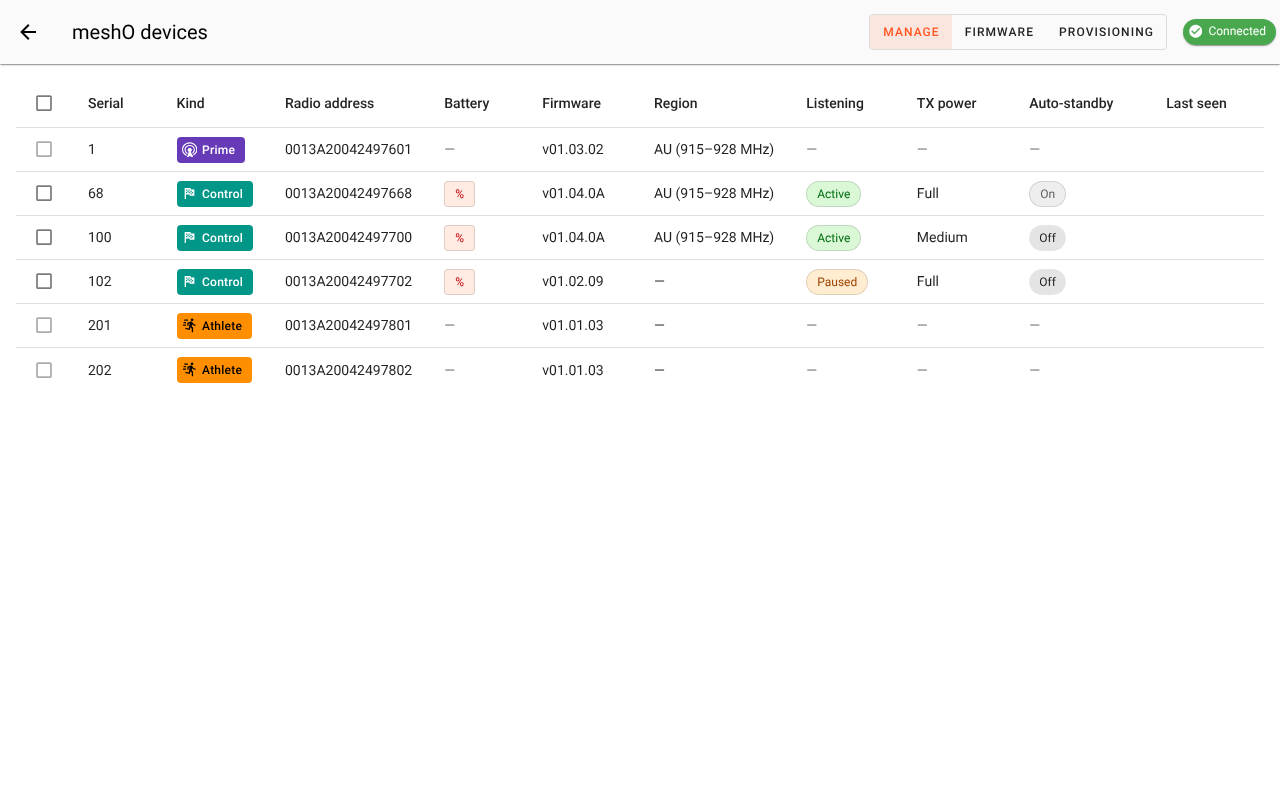 meshO devices MANAGE FIRMWARE PROVISIONING Connected
Serial Kind Radio address Battery Firmware Region Listening TX power Auto-standby Last seen
1 Prime 0013A20042497601 — v01.03.02 AU (915–928 MHz) — — —
68 Control 0013A20042497668 % v01.04.0A AU (915–928 MHz) Active Full On
100 Control 0013A20042497700 % v01.04.0A AU (915–928 MHz) Active Medium Off
102 Control 0013A20042497702 % v01.02.09 — Paused Full Off
201 Athlete 0013A20042497801 — v01.01.03 — — — —
202 Athlete 0013A20042497802 — v01.01.03 — — — —